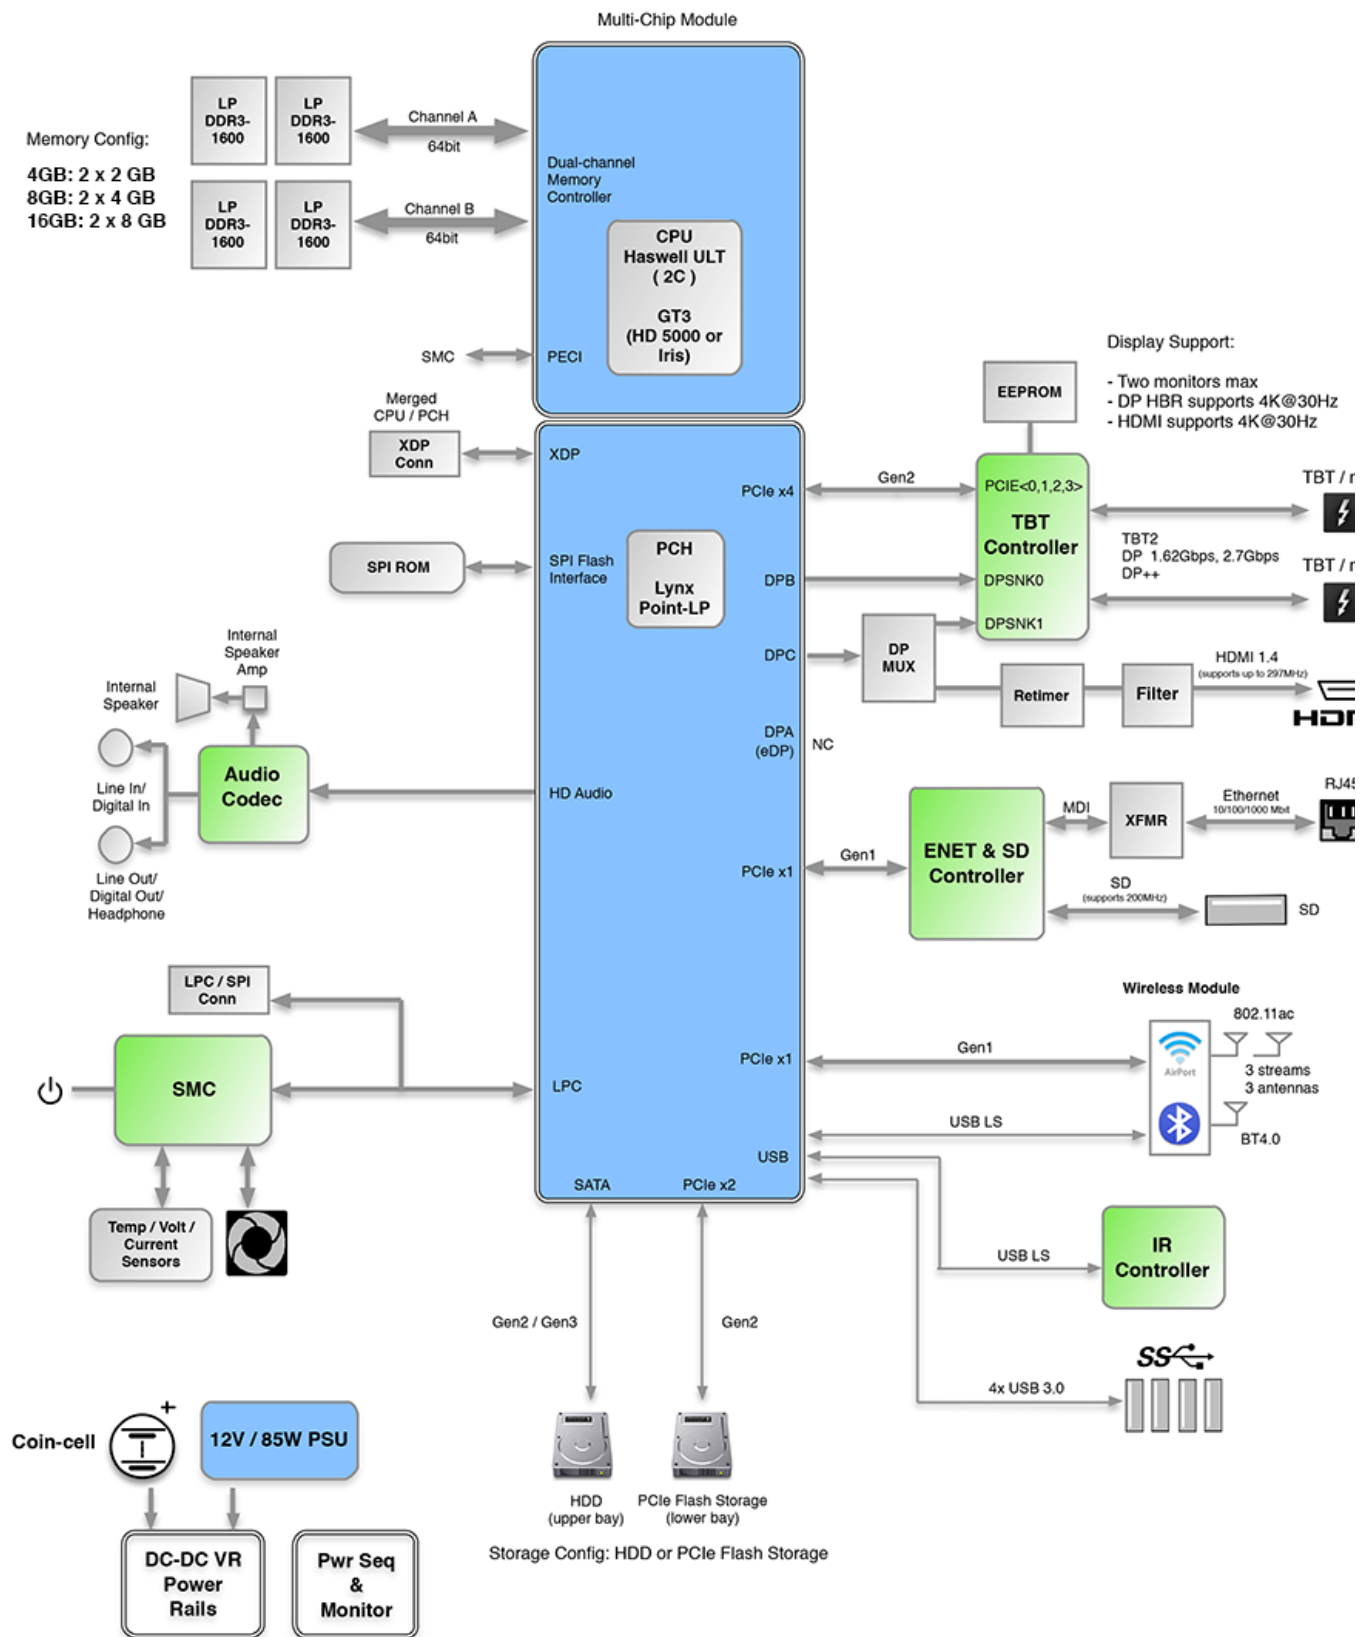 Multi-Chip Module
LP
DDR3-
1600
LP
DDR3-
1600
Channel A
64bit
Memory Config:
4GB: 2 x 2 GB
8GB: 2 x 4 GB
16GB: 2 x 8 GB
LP
DDR3-
1600
LP
DDR3-
1600
Channel B
64bit
Dual-channel
Memory
Controller
CPU
Haswell ULT
( 2C )
GT3
(HD 5000 or
Iris)
SMC
PECI
Merged
CPU / PCH
XDP
Conn
XDP
Display Support:
- Two monitors max
- DP HBR supports 4K@30Hz
- HDMI supports 4K@30Hz
EEPROM
PCIe x4
Gen2
PCIE<0,1,2,3>
TBT
Controller
DPSNK0
DPSNK1
TBT /
TBT2
DP 1.62Gbps, 2.7Gbps
DP++
TBT /
SPI ROM
SPI Flash
Interface
PCH
Lynx
Point-LP
DPB
DPC
DP
MUX
Retimer
Filter
HDMI 1.4
(supports up to 297MHz)
HDM
DPA
(eDP)
NC
Internal
Speaker
Amp
Internal
Speaker
Audio
Codec
Line In/
Digital In
Line Out/
Digital Out/
Headphone
HD Audio
PCIe x1
Gen1
ENET & SD
Controller
MDI
XFMR
Ethernet
10/100/1000 Mbit
RJ45
SD
(supports 200MHz)
SD
LPC / SPI
Conn
SMC
LPC
Temp / Volt /
Current
Sensors
PCIe x1
Gen1
Wireless Module
AirPort
802.11ac
3 streams
3 antennas
USB LS
BT4.0
USB
SATA
PCIe x2
USB LS
IR
Controller
Gen2 / Gen3
Gen2
4x USB 3.0
SS
HDD
(upper bay)
PCIe Flash Storage
(lower bay)
Storage Config: HDD or PCIe Flash Storage
Coin-cell
+
12V / 85W PSU
DC-DC VR
Power
Rails
Pwr Seq
&
Monitor